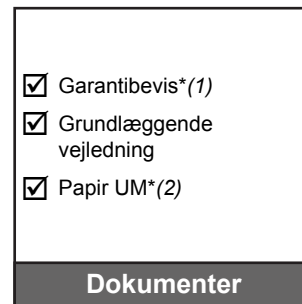 ☑ Garantibevis*(1)
☑ Grundlæggende
vejledning
☑ Papir UM*(2)
Dokumenter